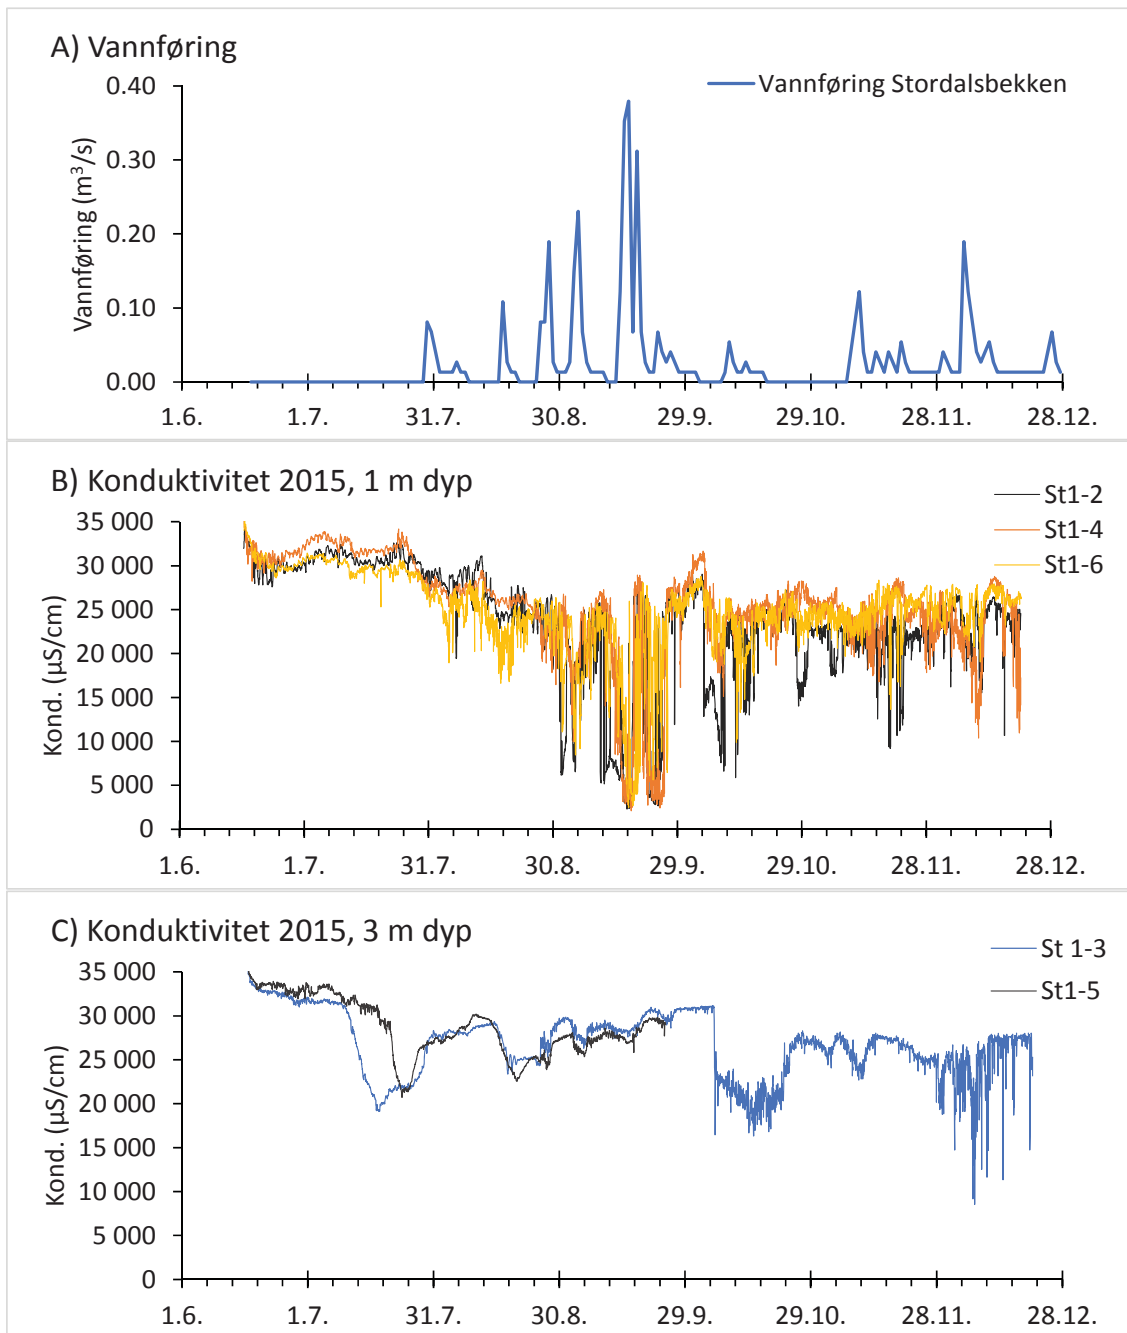 A) Vannføring
Vannføring Stordalsbekken
Vannføring (m³/s)
0.40
0.30
0.20
0.10
0.00
1.6. 1.7. 31.7. 30.8. 29.9. 29.10. 28.11. 28.12.
B) Konduktivitet 2015, 1 m dyp
St1-2
St1-4
St1-6
Kond. (µS/cm)
35 000
30 000
25 000
20 000
15 000
10 000
5 000
0
1.6. 1.7. 31.7. 30.8. 29.9. 29.10. 28.11. 28.12.
C) Konduktivitet 2015, 3 m dyp
St 1-3
St1-5
Kond. (µS/cm)
35 000
30 000
25 000
20 000
15 000
10 000
5 000
0
1.6. 1.7. 31.7. 30.8. 29.9. 29.10. 28.11. 28.12.